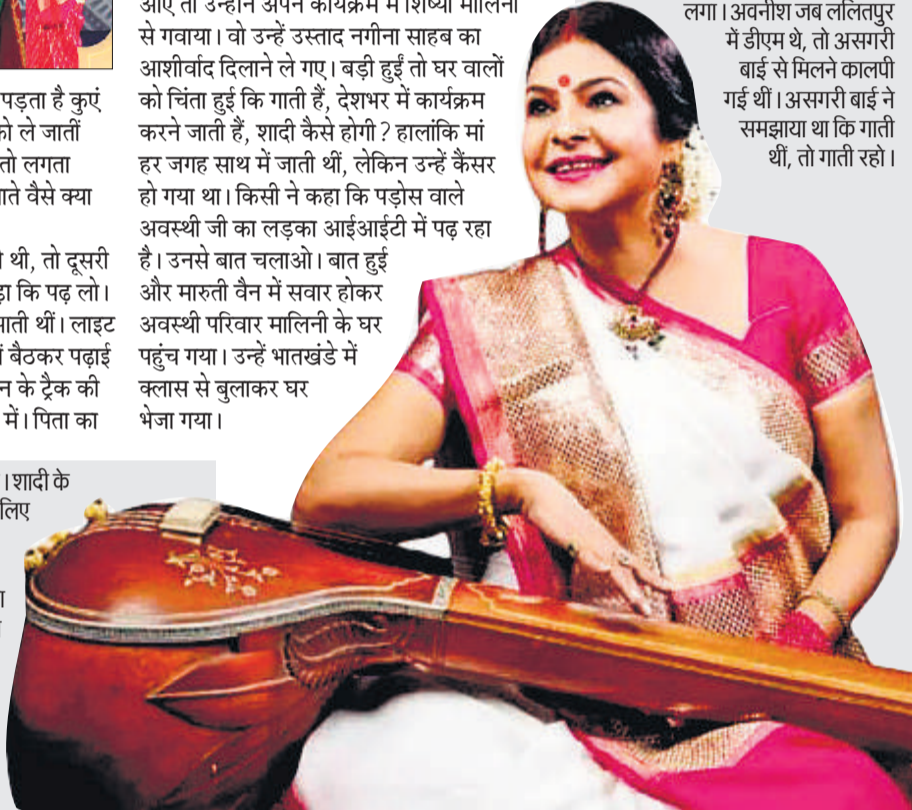 पड़ता है कुएं
को ले जातीं
तो लगता
गाते वैसे क्या
थी, तो दूसरी
कि पढ़ लो।
आती थीं। लाइट
बैठकर पढ़ाई
के ट्रैक की
में। पिता का
। शादी के
लिए
आए तो उन्होंने अपने कार्यक्रम में शिष्या मालिनी
से गवाया। वो उन्हें उस्ताद नगीना साहब का
आशीर्वाद दिलाने ले गए। बड़ी हुईं तो घर वालों
को चिंता हुई कि गाती हैं, देशभर में कार्यक्रम
करने जाती हैं, शादी कैसे होगी? हालांकि मां
हर जगह साथ में जाती थीं, लेकिन उन्हें कैंसर
हो गया था। किसी ने कहा कि पड़ोस वाले
अवस्थी जी का लड़का आईआईटी में पढ़ रहा
है। उनसे बात चलाओ। बात हुई
और मारुती वैन में सवार होकर
अवस्थी परिवार मालिनी के घर
पहुंच गया। उन्हें भातखंडे में
क्लास से बुलाकर घर
भेजा गया।
लगा। अवनीश जब ललितपुर
में डीएम थे, तो असगरी
बाई से मिलने कालपी
गई थीं। असगरी बाई ने
समझाया था कि गाती
थीं, तो गाती रहो।